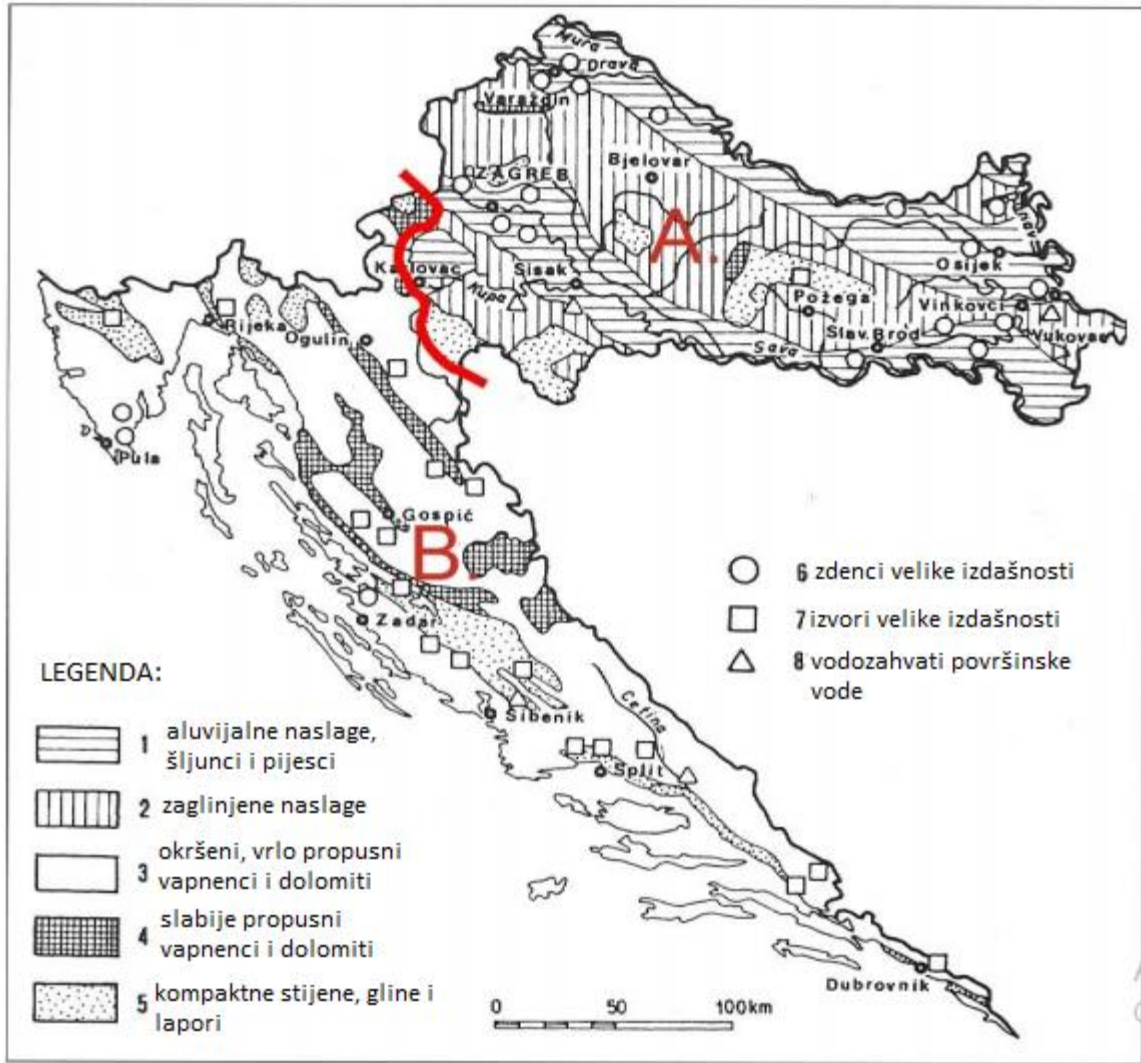 Mura
Drava
Varaždin
Bjelovar
ZAGREB
A.
Osijek
Karlovac
Sisak
Kupa
Požega
Vinkovci
Rijeka
Ogulin
Slav. Brod
Vukovar
Sava
Pula
Gospić
B.
6 zdenci velike izdašnosti
Zadar
7 izvori velike izdašnosti
LEGENDA:
8 vodozahvati površinske
vode
Cetina
Šibenik
1 aluvijalne naslage,
šljunci i pijesci
Split
2 zaglinjene naslage
3 okršeni, vrlo propusni
vapnenci i dolomiti
4 slabije propusni
vapnenci i dolomiti
5 kompaktne stijene, gline i
lapori
0 50 100km
Dubrovnik